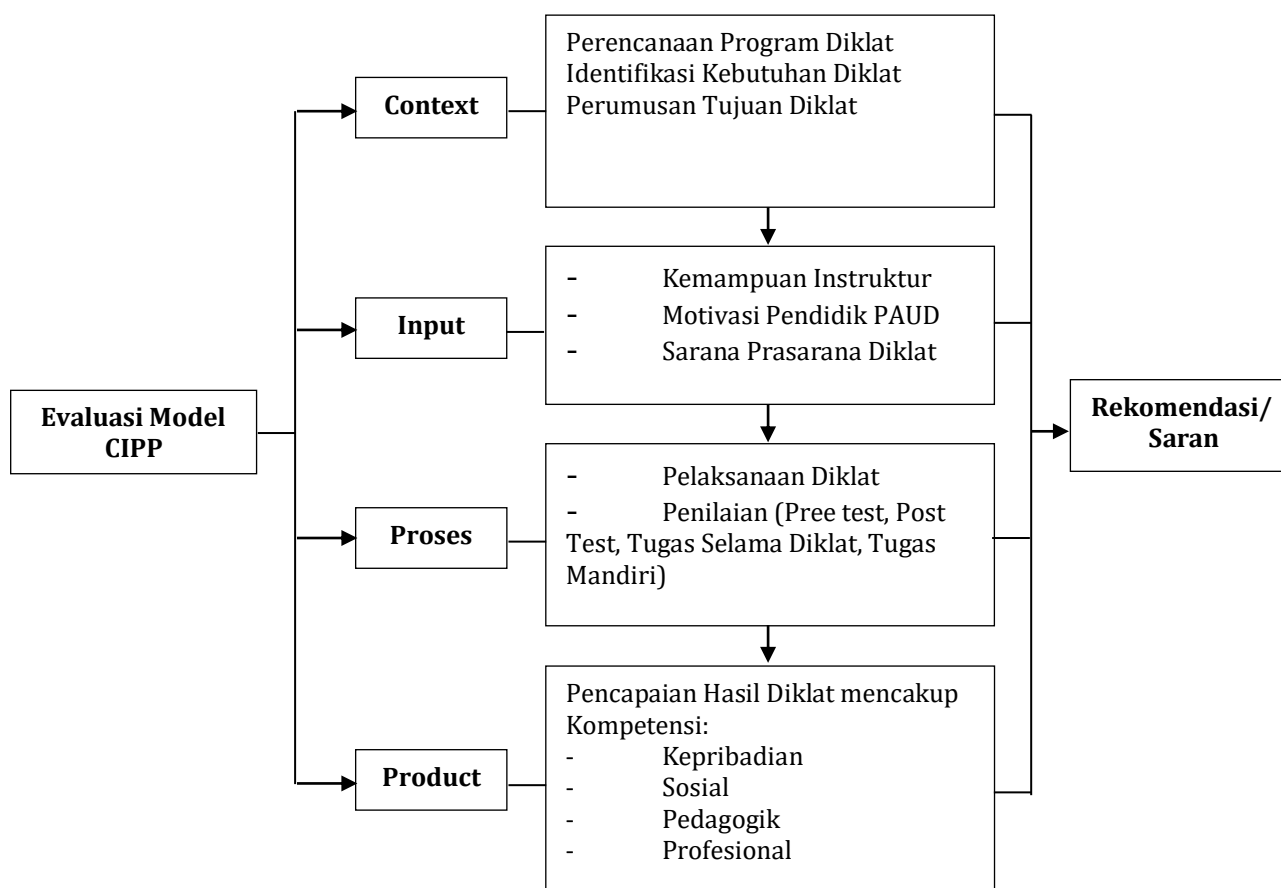 Perencanaan Program Diklat
Identifikasi Kebutuhan Diklat
Perumusan Tujuan Diklat
Context
- Kemampuan Instruktur
- Motivasi Pendidik PAUD
- Sarana Prasarana Diklat
Input
Evaluasi Model
CIPP
Rekomendasi/
Saran
- Pelaksanaan Diklat
- Penilaian (Pree test, Post
Test, Tugas Selama Diklat, Tugas
Mandiri)
Proses
Pencapaian Hasil Diklat mencakup
Kompetensi:
- Kepribadian
- Sosial
- Pedagogik
- Profesional
Product